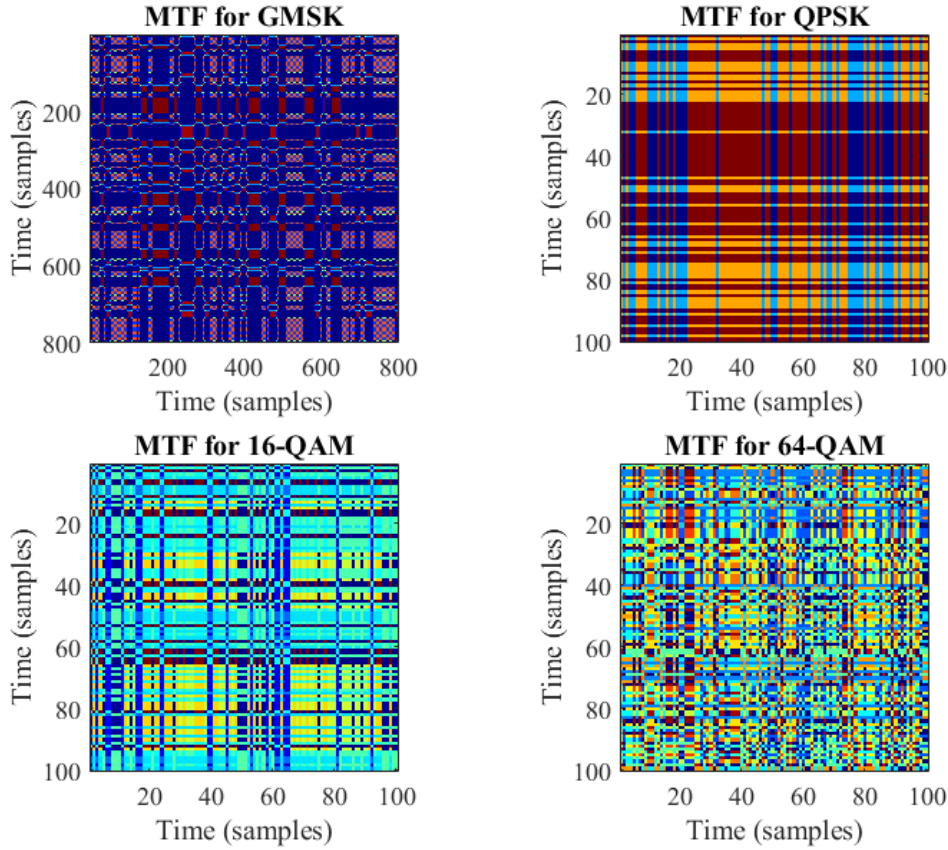 MTF for GMSK
200
400
600
800
200 400 600 800
Time (samples)
Time (samples)
MTF for QPSK
20
40
60
80
100
20 40 60 80 100
Time (samples)
Time (samples)
MTF for 16-QAM
20
40
60
80
100
20 40 60 80 100
Time (samples)
Time (samples)
MTF for 64-QAM
20
40
60
80
100
20 40 60 80 100
Time (samples)
Time (samples)